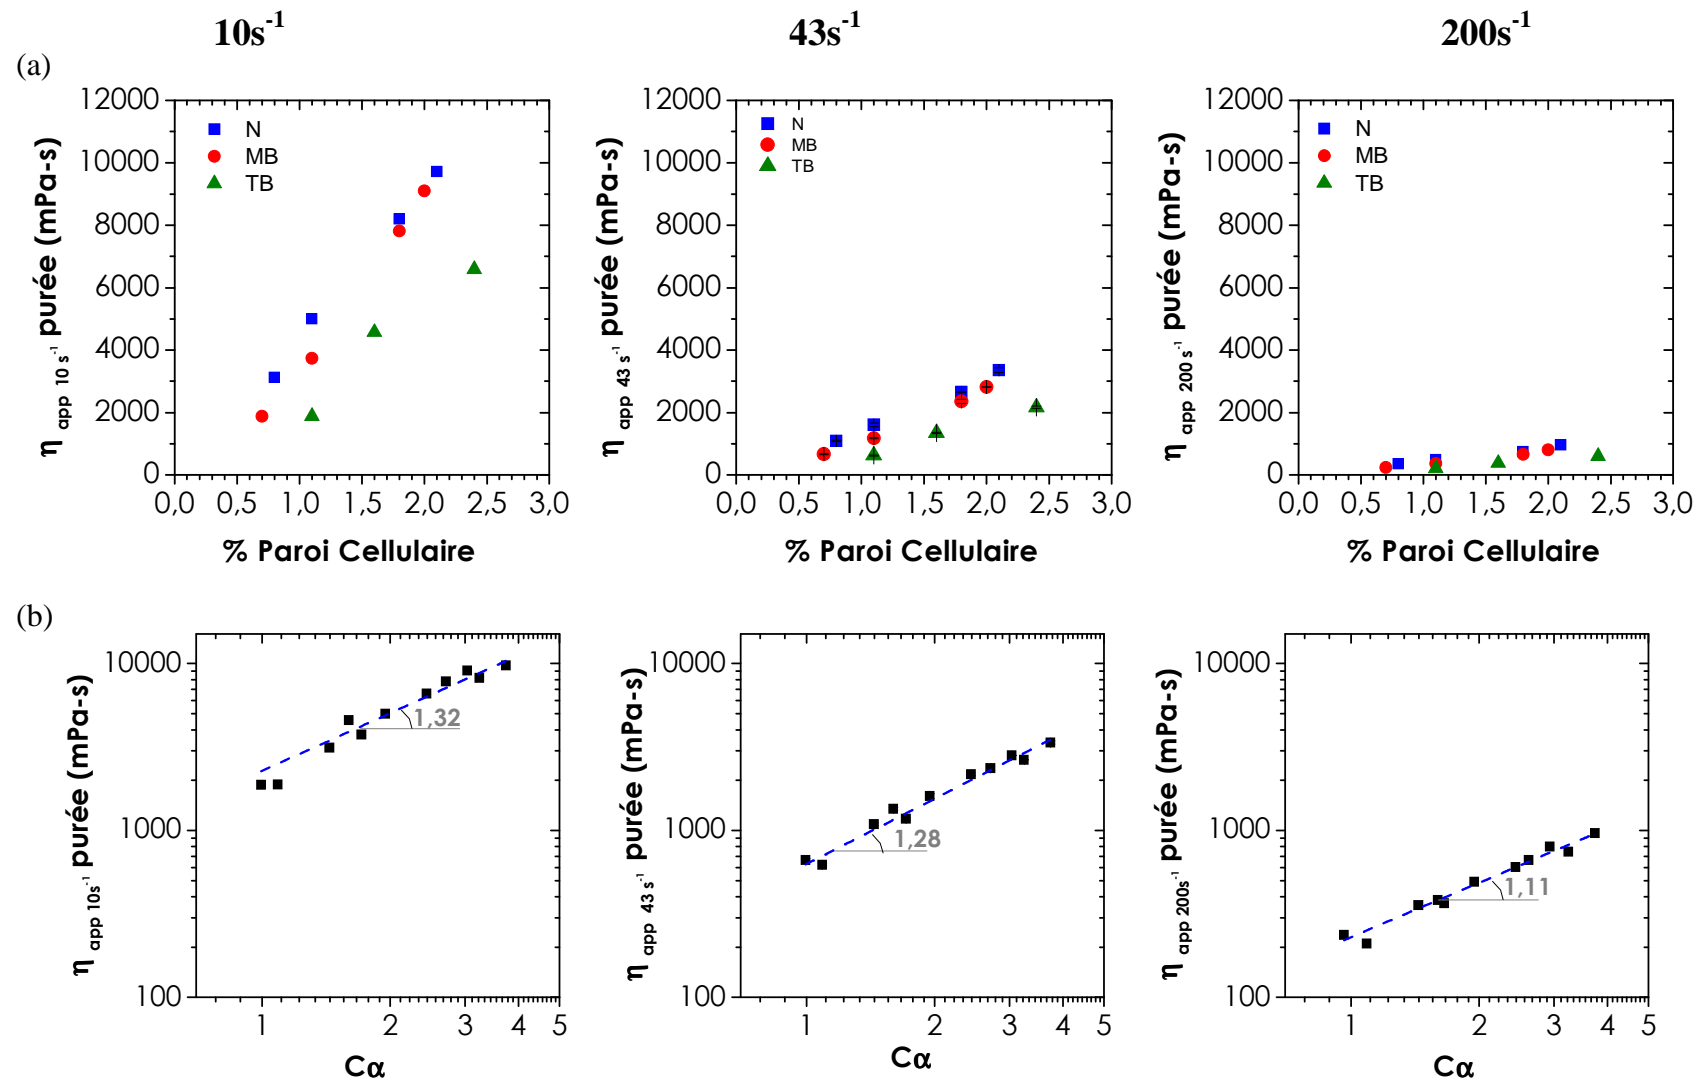 10s-1 43s-1 200s-1
(a)
12000 12000 12000
N N N
MB MB MB
TB TB TB
10000 10000 10000
8000 8000 8000
6000 6000 6000
4000 4000 4000
2000 2000 2000
0 0 0
0,0 0,5 1,0 1,5 2,0 2,5 3,0 0,0 0,5 1,0 1,5 2,0 2,5 3,0 0,0 0,5 1,0 1,5 2,0 2,5 3,0
η app 10 s-1 purée (mPa-s)
η app 43 s-1 purée (mPa-s)
η app 200 s-1 purée (mPa-s)
% Paroi Cellulaire % Paroi Cellulaire % Paroi Cellulaire
(b)
10000 10000 10000
1,32
1000 1000 1000
1,28
1,11
100 100 100
1 2 3 4 5 1 2 3 4 5 1 2 3 4 5
η app 10s-1 purée (mPa-s)
η app 43 s-1 purée (mPa-s)
η app 200s-1 purée (mPa-s)
Cα Cα Cα